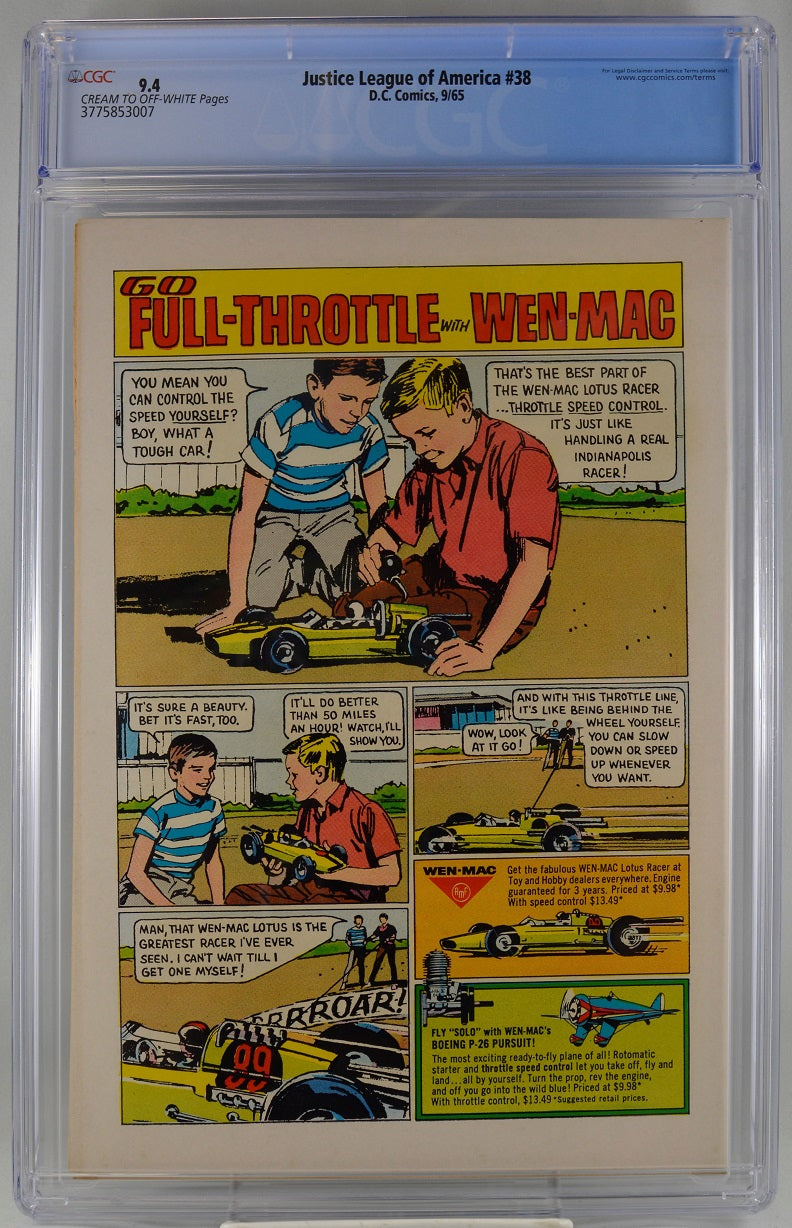 CGC
9.4
CREAM TO OFF-WHITE Pages
3775853007
Justice League of America #38
D.C. Comics, 9/65
For Legal Disclaimer and Service Terms please visit:
www.cgccomics.com/terms
CGC®
GO
FULL-THROTTLE WITH WEN-MAC
YOU MEAN YOU
CAN CONTROL THE
SPEED YOURSELF?
BOY, WHAT A
TOUGH CAR!
THAT'S THE BEST PART OF
THE WEN-MAC LOTUS RACER
...THROTTLE SPEED CONTROL.
IT'S JUST LIKE
HANDLING A REAL
INDIANAPOLIS
RACER!
IT'S SURE A BEAUTY.
BET IT'S FAST, TOO.
IT'LL DO BETTER
THAN 50 MILES
AN HOUR! WATCH, I'LL
SHOW YOU.
WOW, LOOK
AT IT GO!
AND WITH THIS THROTTLE LINE,
IT'S LIKE BEING BEHIND THE
WHEEL YOURSELF.
YOU CAN SLOW
DOWN OR SPEED
UP WHENEVER
YOU WANT.
MAN, THAT WEN-MAC LOTUS IS THE
GREATEST RACER I'VE EVER
SEEN. I CAN'T WAIT TILL I
GET ONE MYSELF!
RRRROAR!
99
WEN-MAC
AMF
Get the fabulous WEN-MAC Lotus Racer at
Toy and Hobby dealers everywhere. Engine
guaranteed for 3 years. Priced at $9.98*
With speed control $13.49*
FLY "SOLO" with WEN-MAC's
BOEING P-26 PURSUIT!
The most exciting ready-to-fly plane of all! Rotomatic
starter and throttle speed control let you take off, fly and
land...all by yourself. Turn the prop, rev the engine,
and off you go into the wild blue! Priced at $9.98*
With throttle control, $13.49 *Suggested retail prices.